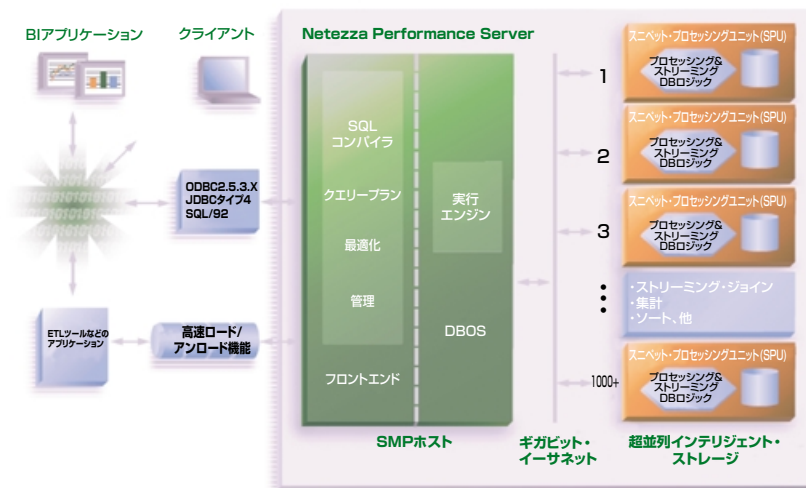 BIアプリケーション
クライアント
Netezza Performance Server
スニペット・プロセッシングユニット(SPU)
プロセッシング&
ストリーミング
DBロジック
1
スニペット・プロセッシングユニット(SPU)
プロセッシング&
ストリーミング
DBロジック
2
スニペット・プロセッシングユニット(SPU)
プロセッシング&
ストリーミング
DBロジック
3
・ストリーミング・ジョイン
・集計
・ソート、他
スニペット・プロセッシングユニット(SPU)
プロセッシング&
ストリーミング
DBロジック
1000+
SQL
コンパイラ
クエリープラン
最適化
管理
フロントエンド
実行
エンジン
DBOS
ODBC2.5.3.X
JDBCタイプ4
SQL/92
ETLツールなどの
アプリケーション
高速ロード/
アンロード機能
SMPホスト
ギガビット・
イーサネット
超並列インテリジェント・
ストレージ